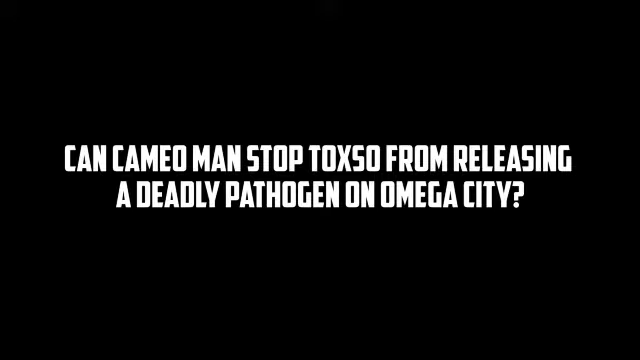 CAN CAMEO MAN STOP TOXSO FROM RELEASING
A DEADLY PATHOGEN ON OMEGA CITY?